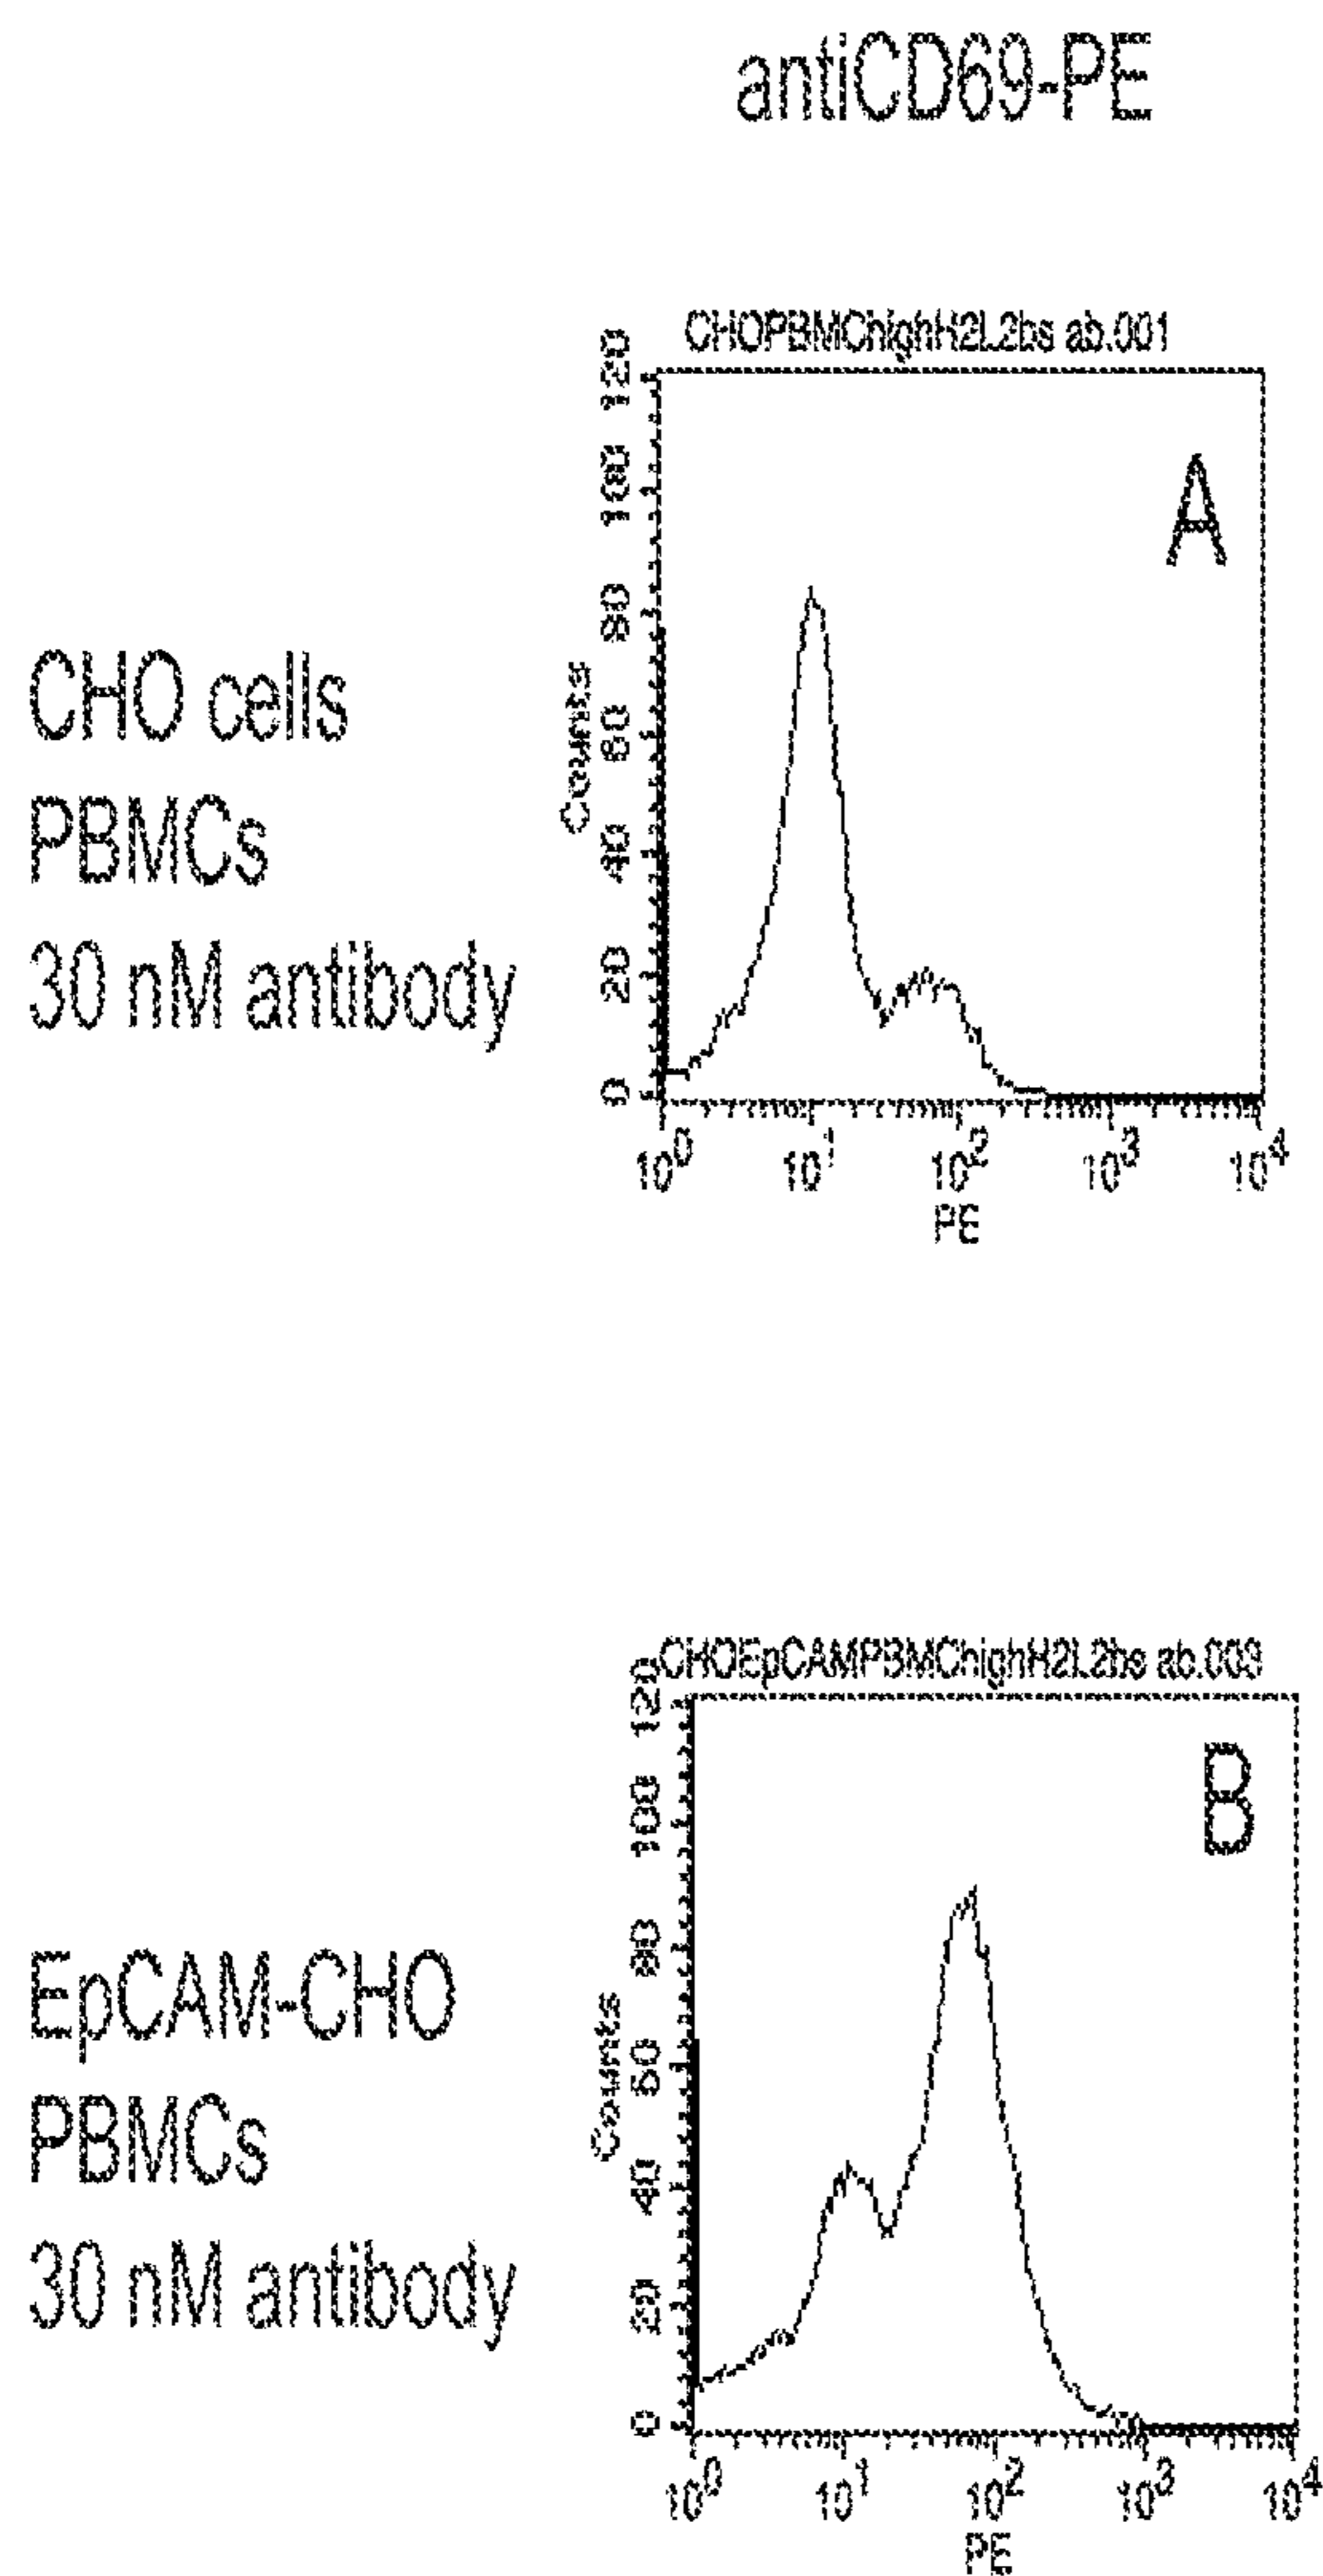 antiCD69-PE
CHO cells
PBMCs
30 nM antibody
CHOPBMChighH2L2bs ab.001
A
Counts
120
100
80
60
40
20
0
10^0 10^1 10^2 10^3 10^4
PE
EpCAM-CHO
PBMCs
30 nM antibody
CHOEpCAMPBMChighH2L2bs ab.009
B
Counts
120
100
80
60
40
20
0
10^0 10^1 10^2 10^3 10^4
PE